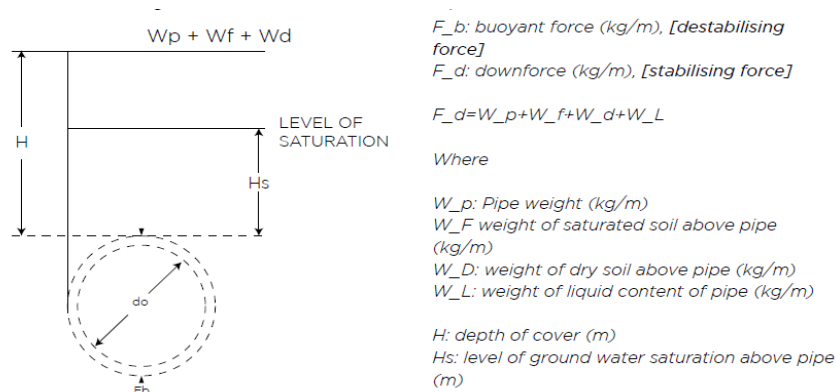 Wp + Wf + Wd
LEVEL OF
SATURATION
H
Hs
do
Fb
F_b: buoyant force (kg/m), [destabilising
force]
F_d: downforce (kg/m), [stabilising force]
F_d=W_p+W_f+W_d+W_L
Where
W_p: Pipe weight (kg/m)
W_F weight of saturated soil above pipe
(kg/m)
W_D: weight of dry soil above pipe (kg/m)
W_L: weight of liquid content of pipe (kg/m)
H: depth of cover (m)
Hs: level of ground water saturation above pipe
(m)